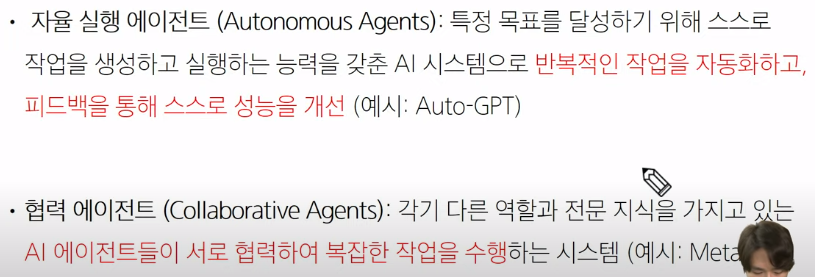 • 자율 실행 에이전트 (Autonomous Agents): 특정 목표를 달성하기 위해 스스로
작업을 생성하고 실행하는 능력을 갖춘 AI 시스템으로 반복적인 작업을 자동화하고,
피드백을 통해 스스로 성능을 개선 (예시: Auto-GPT)
• 협력 에이전트 (Collaborative Agents): 각기 다른 역할과 전문 지식을 가지고 있는
AI 에이전트들이 서로 협력하여 복잡한 작업을 수행하는 시스템 (예시: Meta